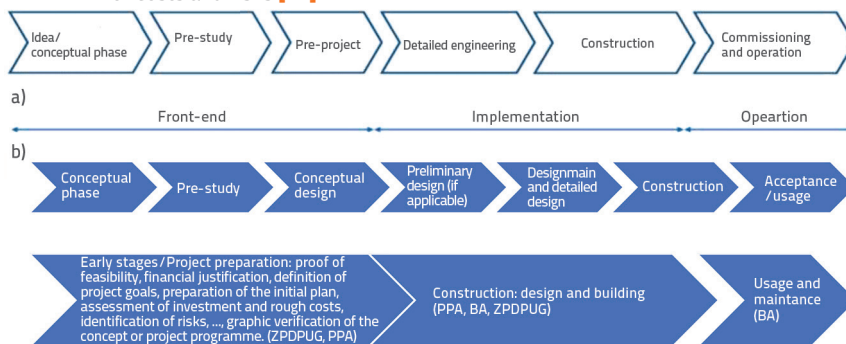 Idea/
conceptual phase
Pre-study
Pre-project
Detailed engineering
Construction
Commissioning
and operation
a)
Front-end
Implementation
Opeartion
b)
Conceptual
phase
Pre-study
Conceptual
design
Preliminary
design (if
applicable)
Designmain
and detailed
design
Construction
Acceptance
/usage
Early stages/Project preparation: proof of
feasibility, financial justification, definition of
project goals, preparation of the initial plan,
assessment of investment and rough costs,
identification of risks, ..., graphic verification of the
concept or project programme. (ZPDPUG, PPA)
Construction: design and building
(PPA, BA, ZPDPUG)
Usage and
maintance
(BA)